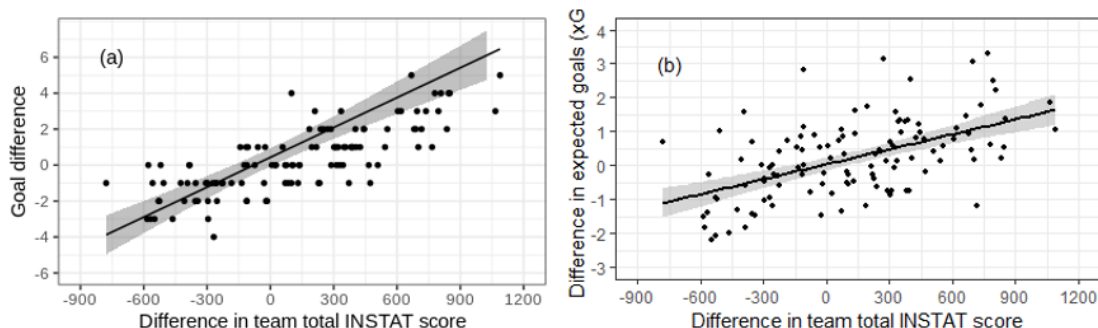 (a)
Goal difference
6
4
2
0
-2
-4
-6
-900 -600 -300 0 300 600 900 1200
Difference in team total INSTAT score
(b)
Difference in expected goals (xG
4
3
2
1
0
-1
-2
-3
-900 -600 -300 0 300 600 900 1200
Difference in team total INSTAT score